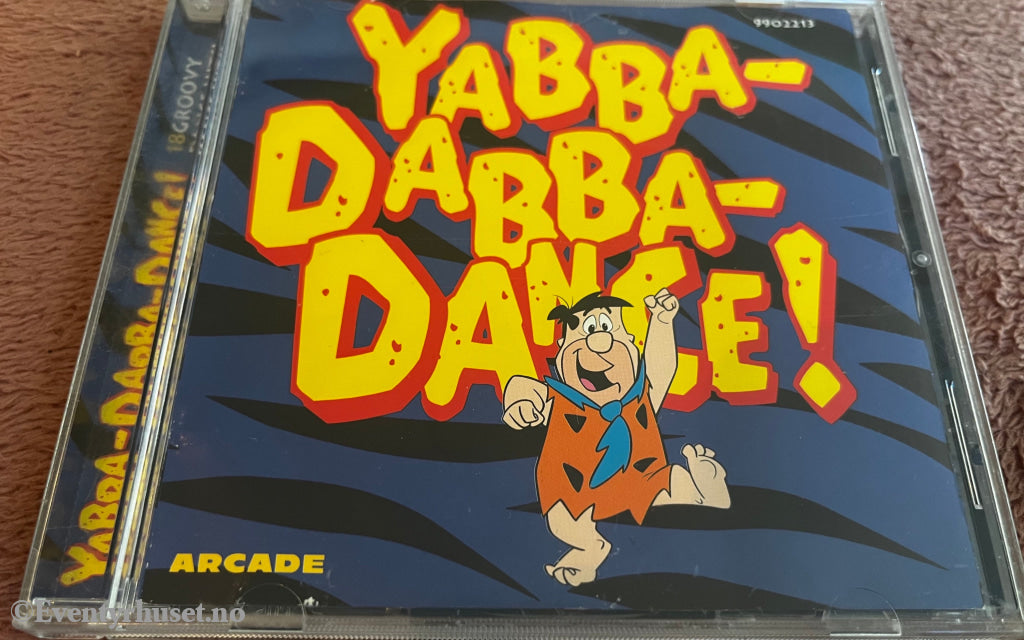 9902213
YABBA-
DABBA-
DANCE!
ARCADE
YABBA-DABBA-DANCE!
18 GROOVY
©Eventyrhuset.no